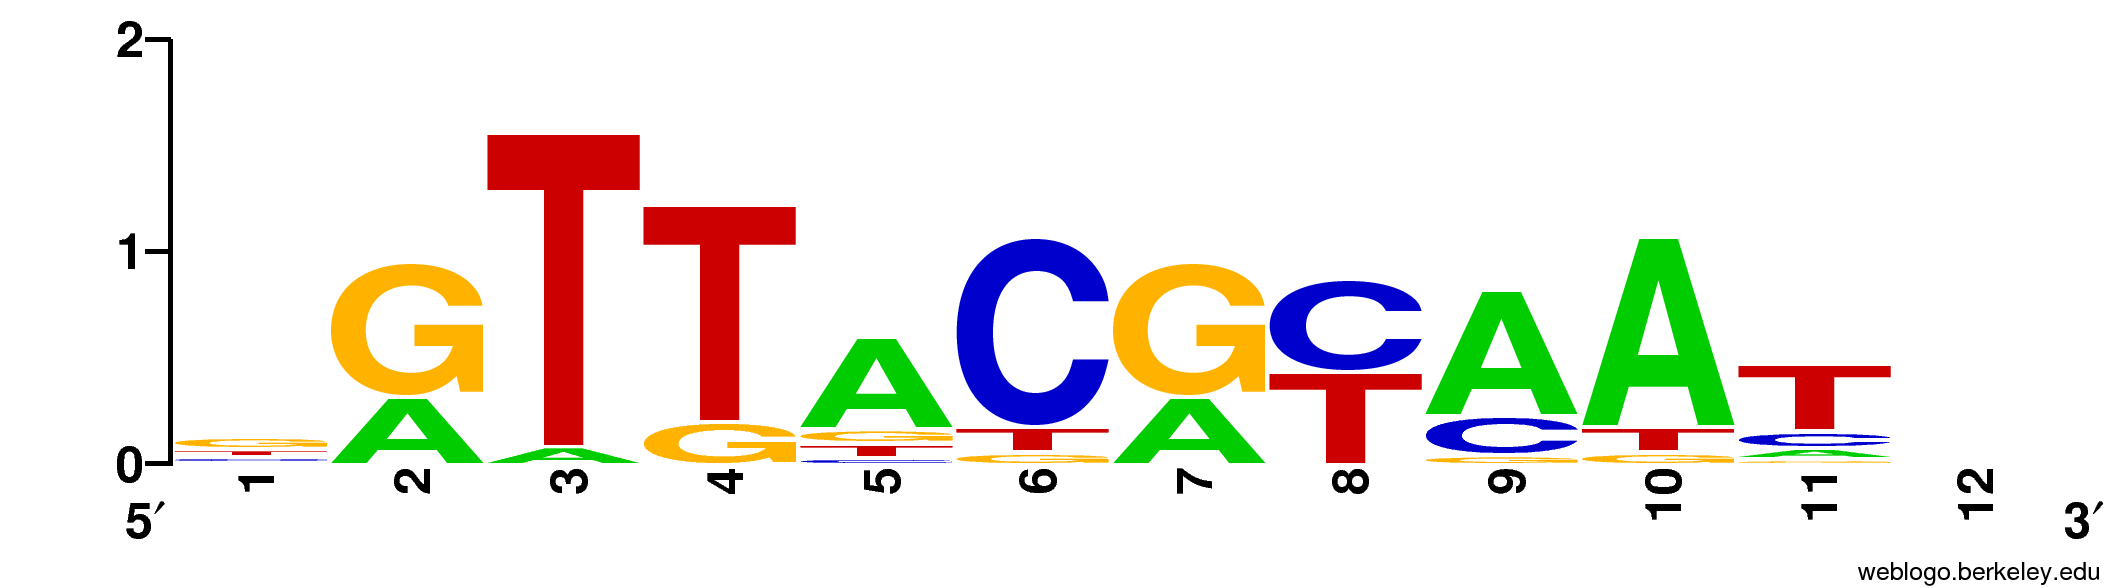 2
1
0
G T C
G A
T A
T G
A G T C
C T G
G A
C T
A C G
A T G
T C A G
1 2 3 4 5 6 7 8 9 10 11 12
5′ 3′
weblogo.berkeley.edu